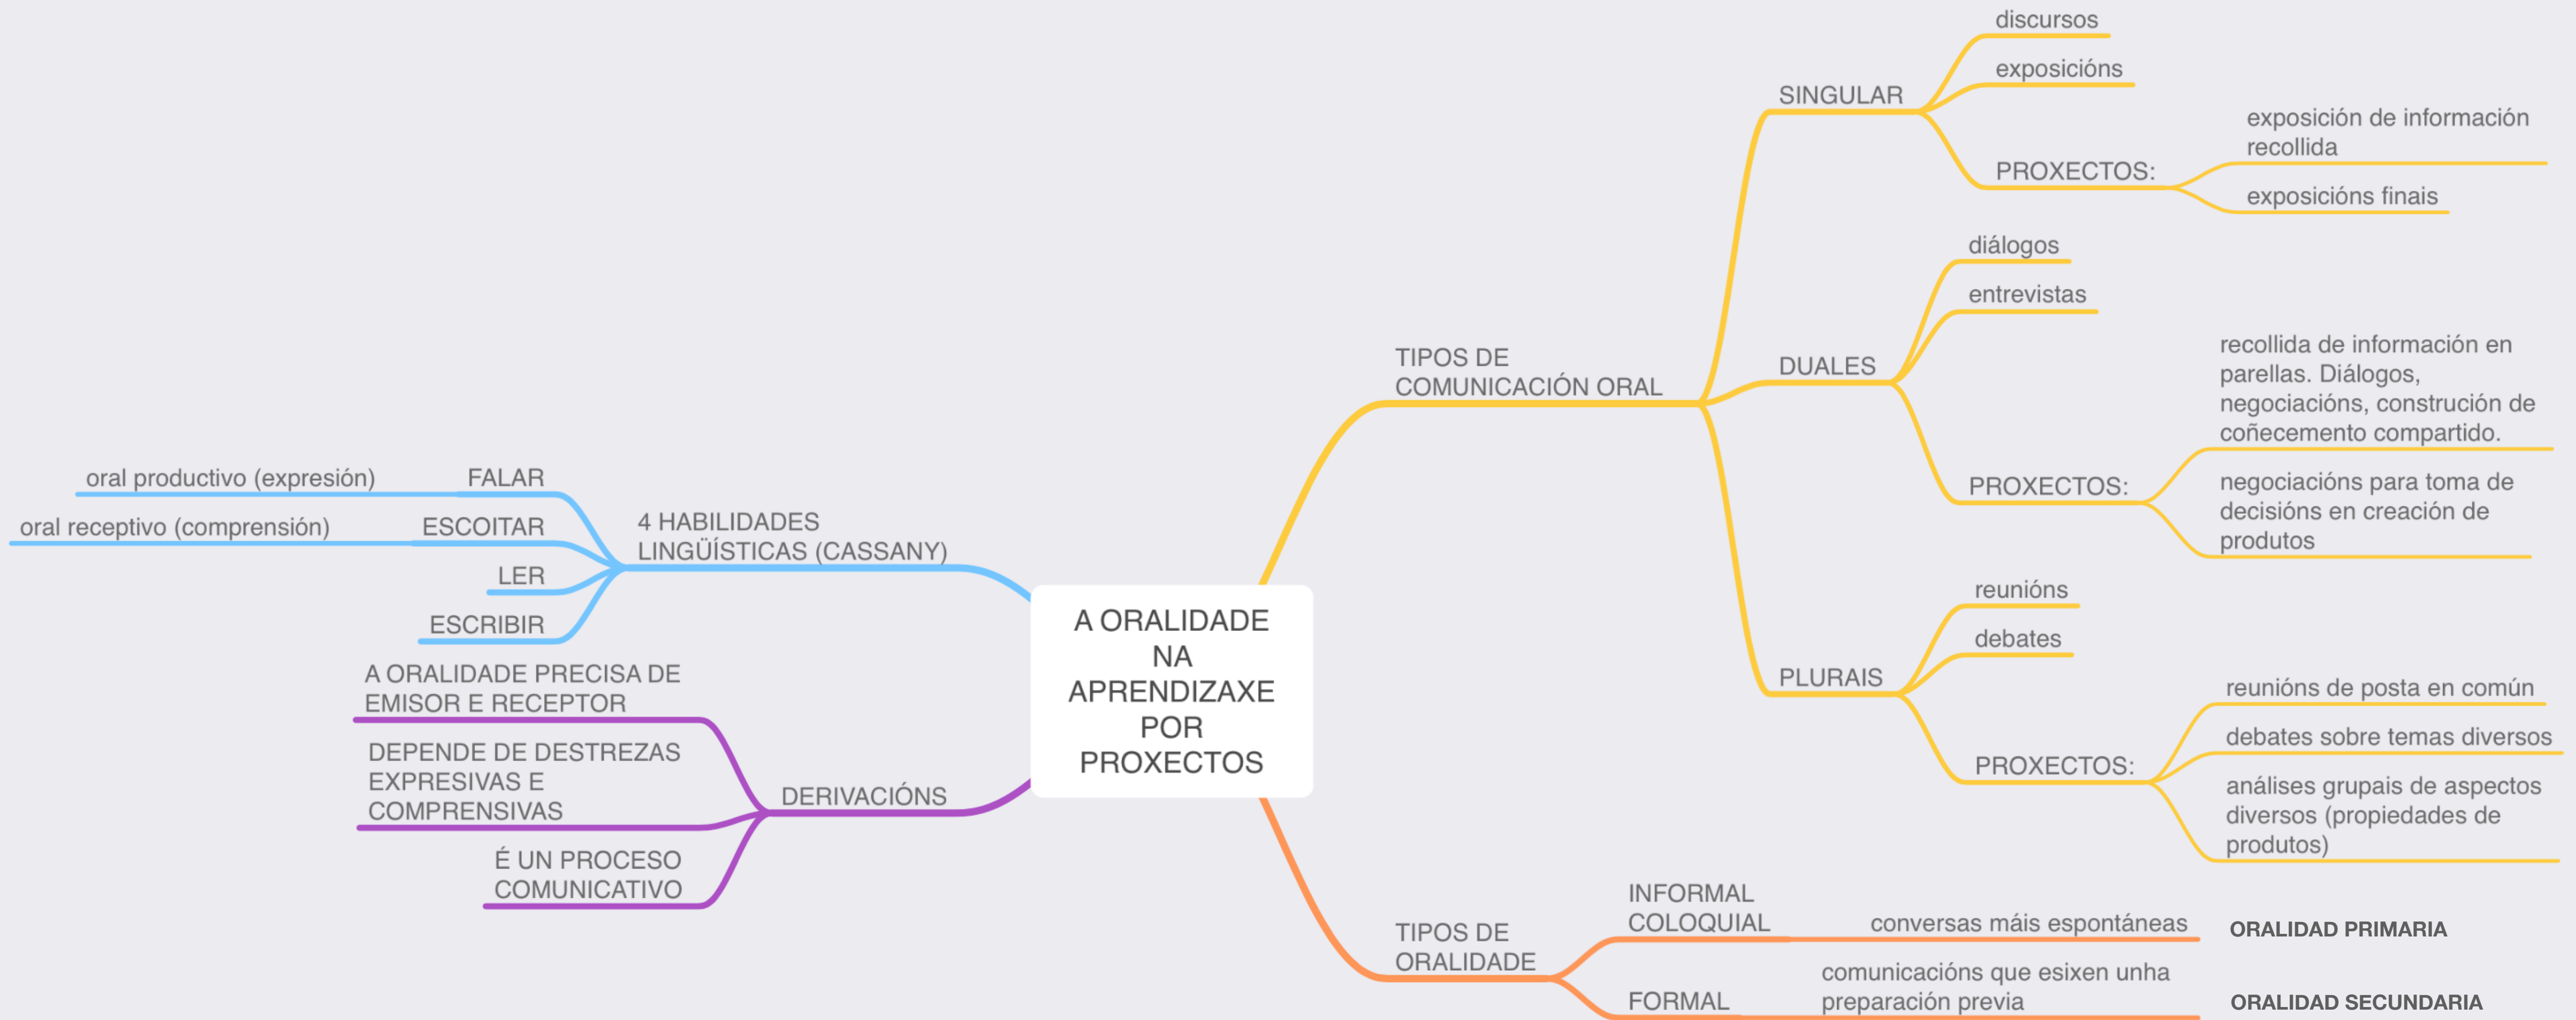 A ORALIDADE
NA
APRENDIZAXE
POR
PROXECTOS
4 HABILIDADES
LINGÜÍSTICAS (CASSANY)
FALAR
oral productivo (expresión)
ESCOITAR
oral receptivo (comprensión)
LER
ESCRIBIR
DERIVACIÓNS
A ORALIDADE PRECISA DE
EMISOR E RECEPTOR
DEPENDE DE DESTREZAS
EXPRESIVAS E
COMPRENSIVAS
É UN PROCESO
COMUNICATIVO
TIPOS DE
COMUNICACIÓN ORAL
SINGULAR
discursos
exposicións
PROXECTOS:
exposición de información
recollida
exposicións finais
DUALES
diálogos
entrevistas
PROXECTOS:
recollida de información en
parellas. Diálogos,
negociacións, construción de
coñecemento compartido.
negociacións para toma de
decisións en creación de
produtos
PLURAIS
reunións
debates
PROXECTOS:
reunións de posta en común
debates sobre temas diversos
análises grupais de aspectos
diversos (propiedades de
produtos)
TIPOS DE
ORALIDADE
INFORMAL
COLOQUIAL
conversas máis espontáneas
ORALIDAD PRIMARIA
FORMAL
comunicacións que esixen unha
preparación previa
ORALIDAD SECUNDARIA